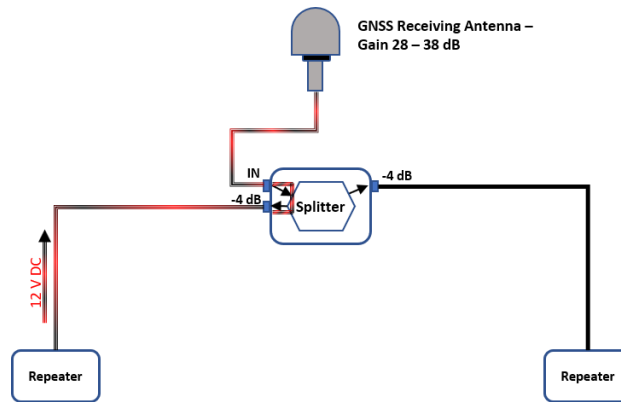 GNSS Receiving Antenna –
Gain 28 – 38 dB
IN
-4 dB
-4 dB
Splitter
12 V DC
Repeater
Repeater